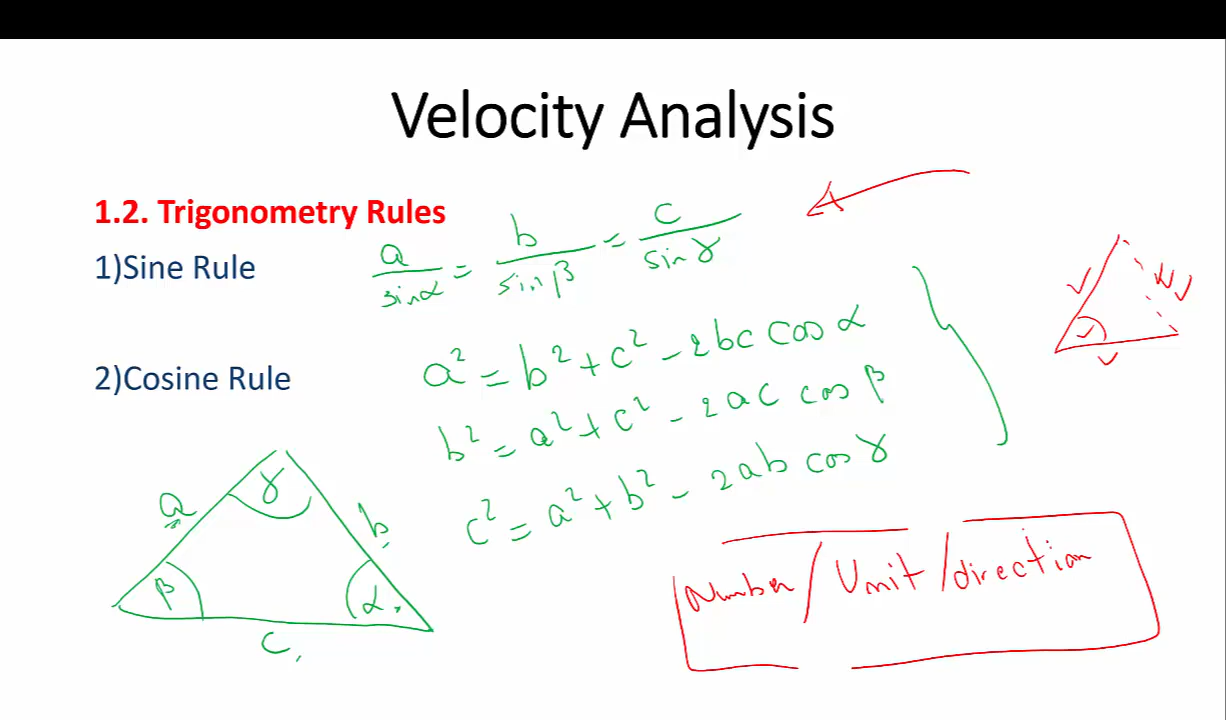 Velocity Analysis
1.2. Trigonometry Rules
1)Sine Rule
a/sinα = b/sinβ = c/sinγ
2)Cosine Rule
a² = b² + c² - 2bc cos α
b² = a² + c² - 2ac cos β
c² = a² + b² - 2ab cos γ
a
γ
b
β
α
c
Number / Unit / direction